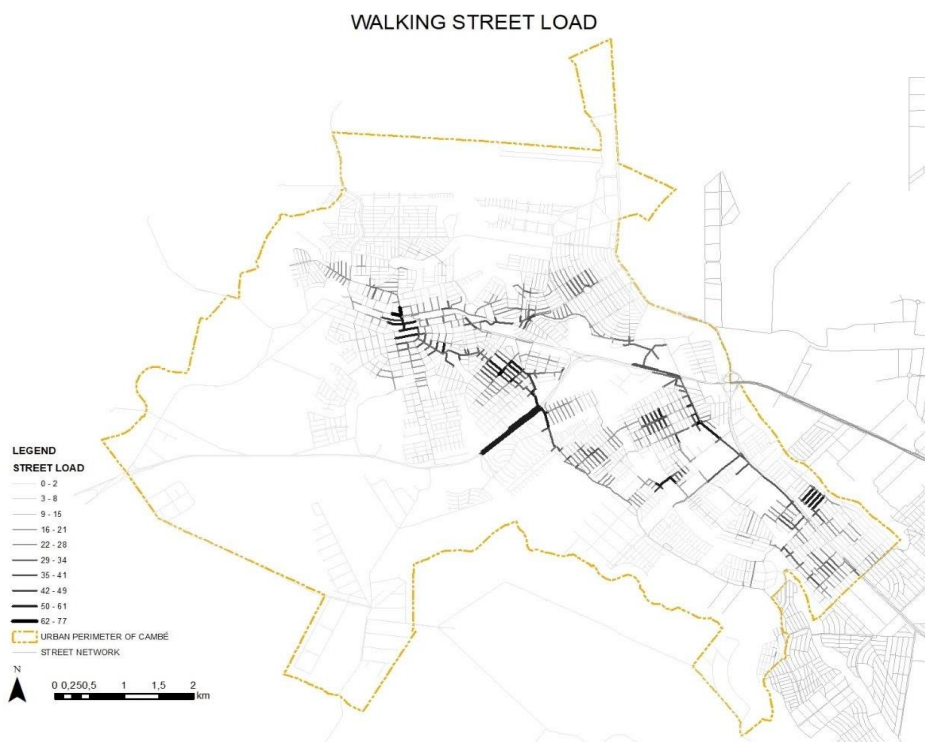 WALKING STREET LOAD
LEGEND
STREET LOAD
0 - 2
3 - 8
9 - 15
16 - 21
22 - 28
29 - 34
35 - 41
42 - 49
50 - 61
62 - 77
URBAN PERIMETER OF CAMBÉ
STREET NETWORK
N
0 0,25 0,5 1 1,5 2
km